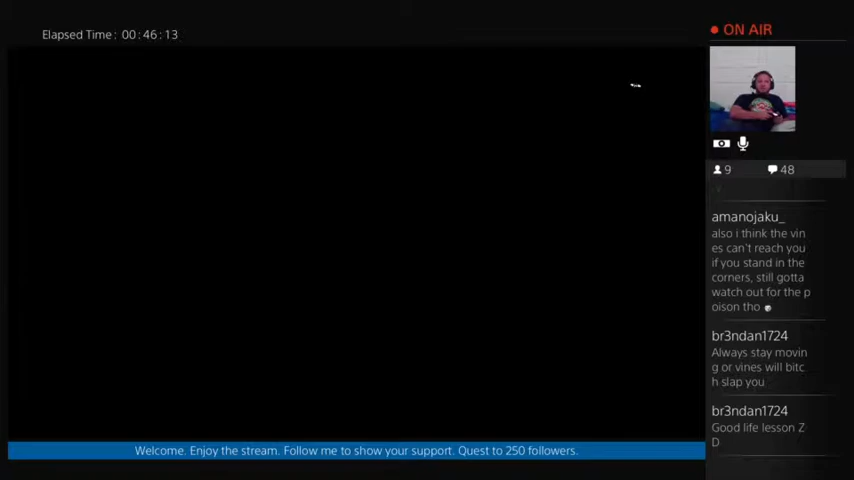 Elapsed Time: 00:46:13
ON AIR
9
48
amanojaku_
also i think the vin
es can't reach you
if you stand in the
corners, still gotta
watch out for the p
oison tho
br3ndan1724
Always stay movin
g or vines will bitc
h slap you
br3ndan1724
Good life lesson Z
D
Welcome. Enjoy the stream. Follow me to show your support. Quest to 250 followers.